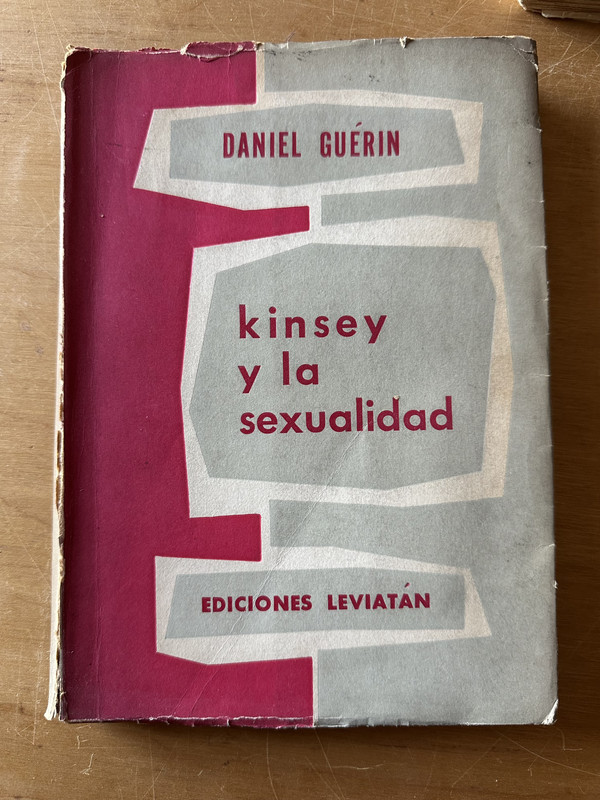 DANIEL GUÉRIN
kinsey
y la
sexualidad
EDICIONES LEVIATÁN